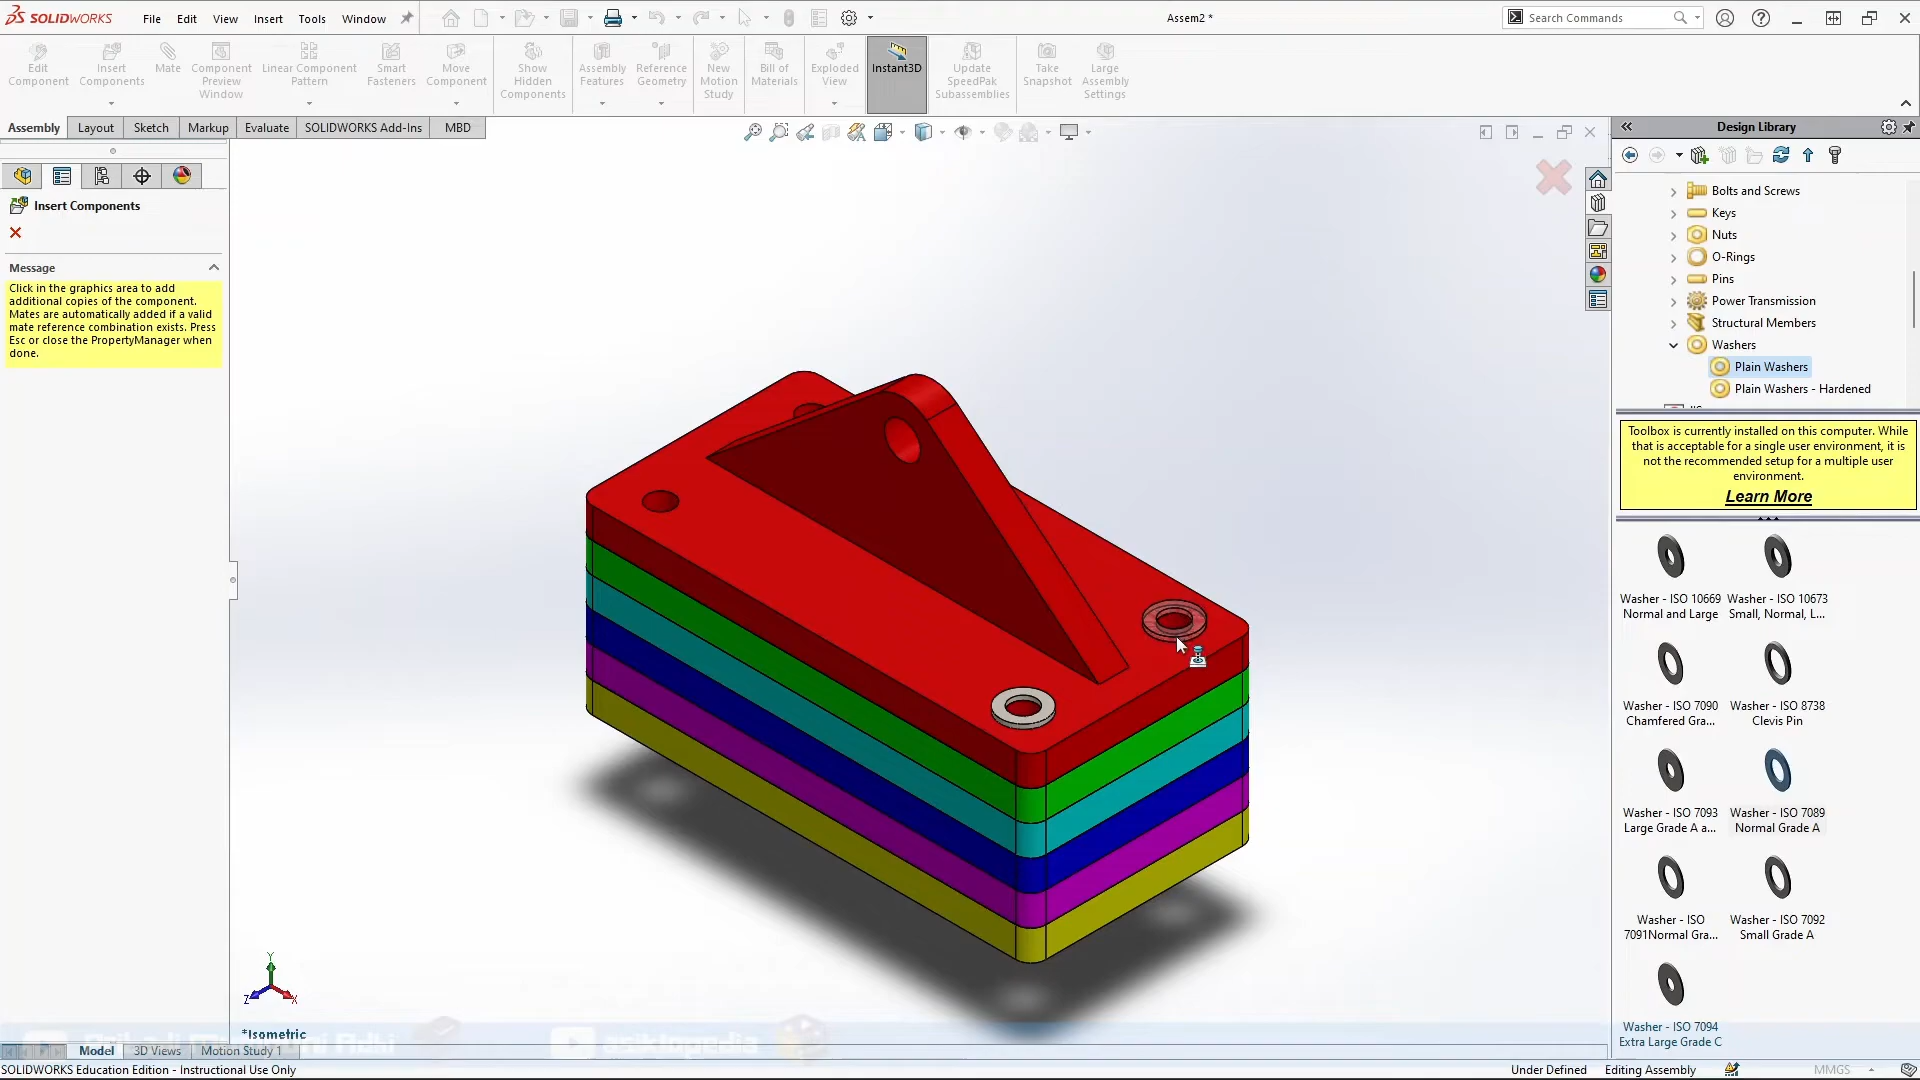 SOLIDWORKS
File Edit View Insert Tools Window
Assem2 *
Search Commands
Edit Component
Insert Components
Mate
Component Preview Window
Linear Component Pattern
Smart Fasteners
Move Component
Show Hidden Components
Assembly Features
Reference Geometry
New Motion Study
Bill of Materials
Exploded View
Instant3D
Update SpeedPak Subassemblies
Take Snapshot
Large Assembly Settings
Assembly Layout Sketch Markup Evaluate SOLIDWORKS Add-Ins MBD
Insert Components
Message
Click in the graphics area to add
additional copies of the component.
Mates are automatically added if a valid
mate reference combination exists. Press
Esc or close the PropertyManager when
done.
Design Library
Bolts and Screws
Keys
Nuts
O-Rings
Pins
Power Transmission
Structural Members
Washers
Plain Washers
Plain Washers - Hardened
Toolbox is currently installed on this computer. While
that is acceptable for a single user environment, it is
not the recommended setup for a multiple user
environment.
Learn More
Washer - ISO 10669
Normal and Large
Washer - ISO 10673
Small, Normal, L...
Washer - ISO 7090
Chamfered Gra...
Washer - ISO 8738
Clevis Pin
Washer - ISO 7093
Large Grade A a...
Washer - ISO 7089
Normal Grade A
Washer - ISO
7091Normal Gra...
Washer - ISO 7092
Small Grade A
Washer - ISO 7094
Extra Large Grade C
Y
Z
X
*Isometric
asiklopedia
Model 3D Views Motion Study 1
SOLIDWORKS Education Edition - Instructional Use Only
Under Defined Editing Assembly MMGS